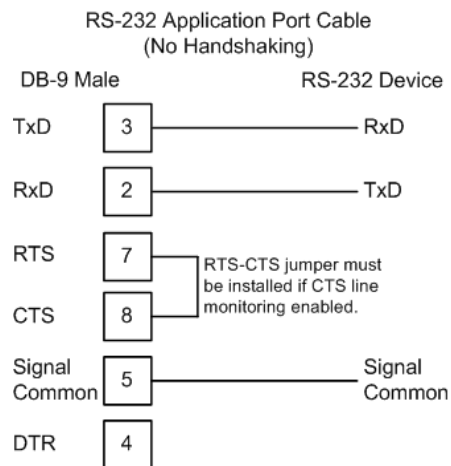 RS-232 Application Port Cable
(No Handshaking)
DB-9 Male
RS-232 Device
TxD 3 RxD
RxD 2 TxD
RTS 7
RTS-CTS jumper must
be installed if CTS line
monitoring enabled.
CTS 8
Signal
Common 5 Signal
Common
DTR 4